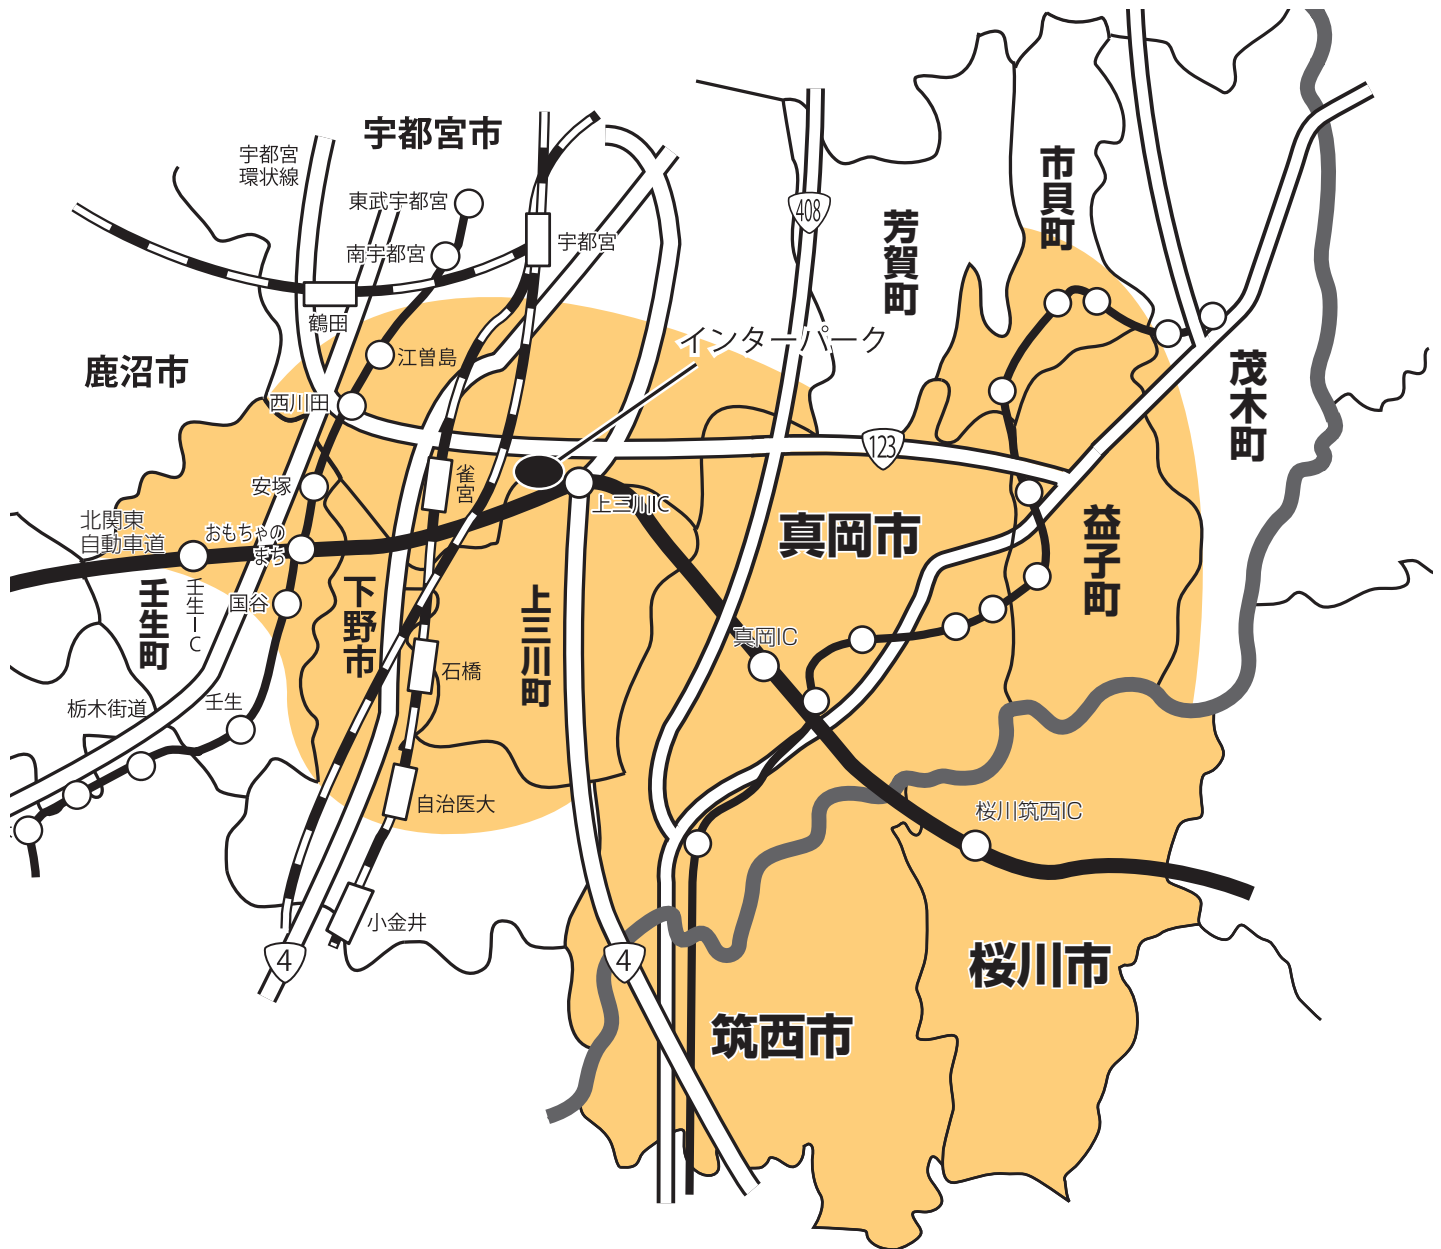 宇都宮市
宇都宮
環状線
東武宇都宮
南宇都宮
宇都宮
鶴田
408
芳賀町
市貝町
インターパーク
江曽島
鹿沼市
西川田
茂木町
123
雀宮
安塚
上三川IC
北関東
自動車道
おもちゃの
まち
真岡市
益子町
壬生町
壬生IC
国谷
下野市
上三川町
真岡IC
石橋
栃木街道
壬生
自治医大
桜川筑西IC
小金井
4
4
桜川市
筑西市